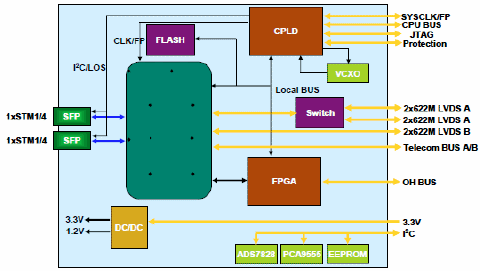 SYSCLK/FP
CPU BUS
JTAG
Protection
CPLD
CLK/FP
FLASH
VCXO
I²C/LOS
Local BUS
1xSTM1/4
SFP
1xSTM1/4
SFP
Switch
2x622M LVDS A
2x622M LVDS A
2x622M LVDS B
Telecom BUS A/B
FPGA
OH BUS
3.3V
1.2V
DC/DC
3.3V
I²C
ADS7828
PCA9555
EEPROM